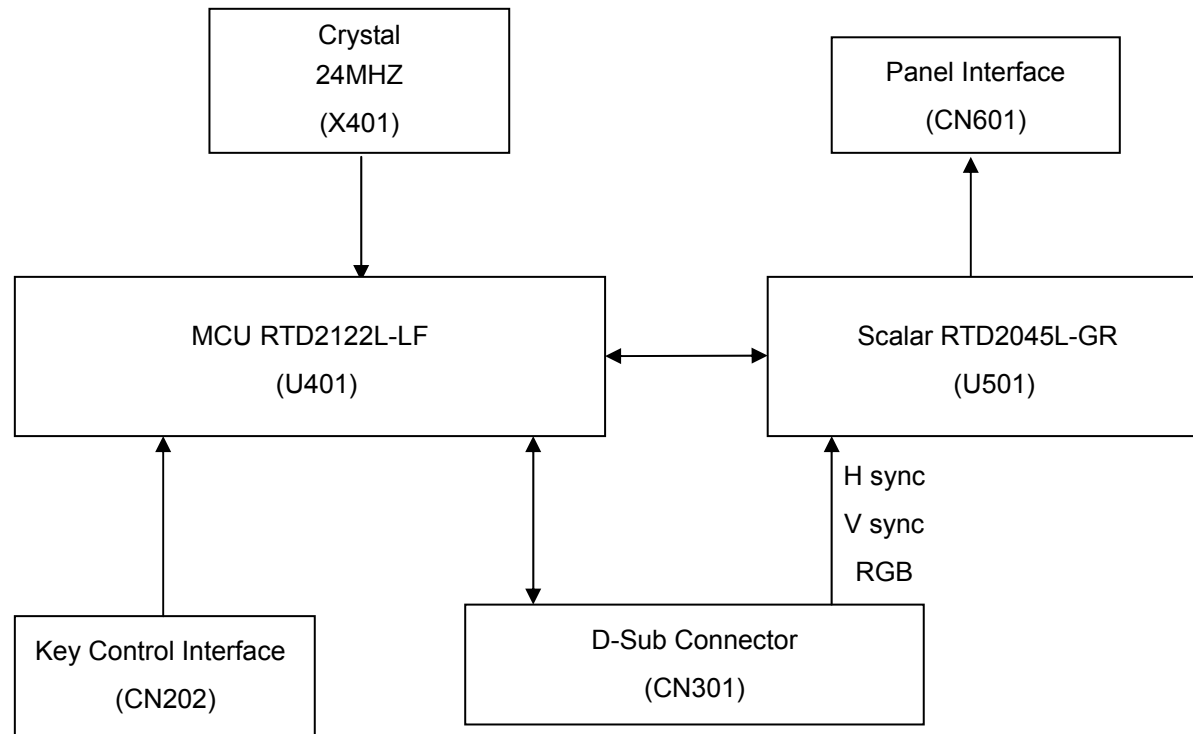 Crystal
24MHZ
(X401)
Panel Interface
(CN601)
MCU RTD2122L-LF
(U401)
Scalar RTD2045L-GR
(U501)
H sync
V sync
RGB
Key Control Interface
(CN202)
D-Sub Connector
(CN301)